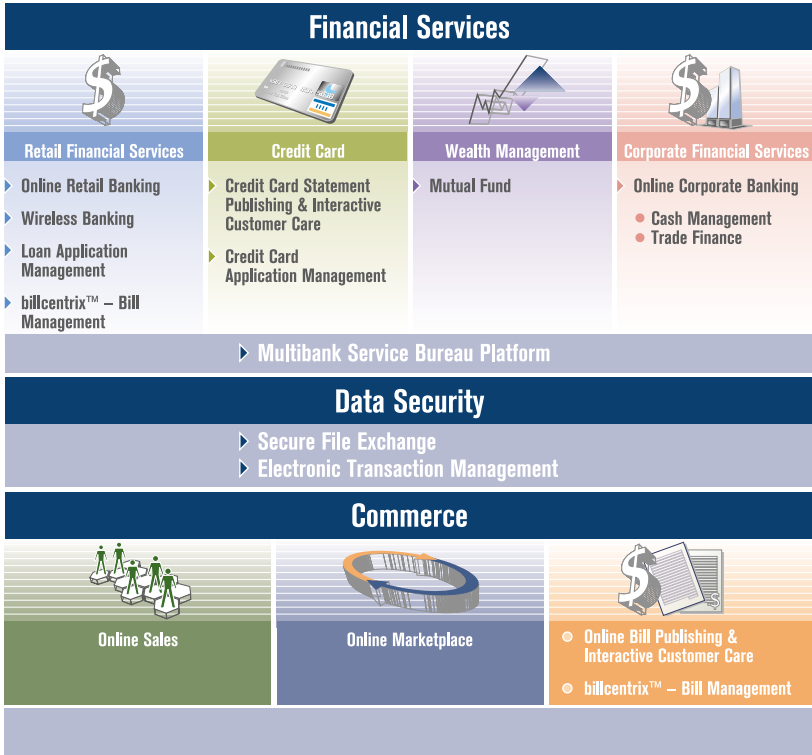 Financial Services
Retail Financial Services
Online Retail Banking
Wireless Banking
Loan Application
Management
billcentrix™ – Bill
Management
Credit Card
Credit Card Statement
Publishing & Interactive
Customer Care
Credit Card
Application Management
Wealth Management
Mutual Fund
Corporate Financial Services
Online Corporate Banking
Cash Management
Trade Finance
Multibank Service Bureau Platform
Data Security
Secure File Exchange
Electronic Transaction Management
Commerce
Online Sales
Online Marketplace
Online Bill Publishing &
Interactive Customer Care
billcentrix™ – Bill Management